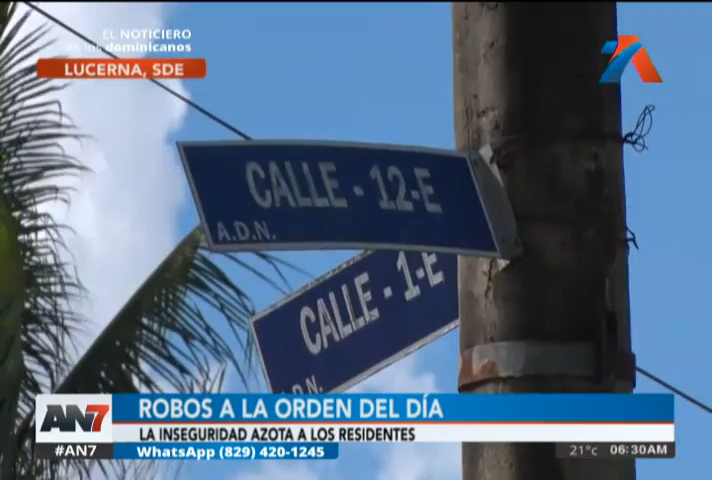 EL NOTICIERO
de los dominicanos
LUCERNA, SDE
CALLE - 12-E
A.D.N.
CALLE - 1-E
A.D.N.
AN7
ROBOS A LA ORDEN DEL DÍA
LA INSEGURIDAD AZOTA A LOS RESIDENTES
#AN7
WhatsApp (829) 420-1245
21°c
06:30AM